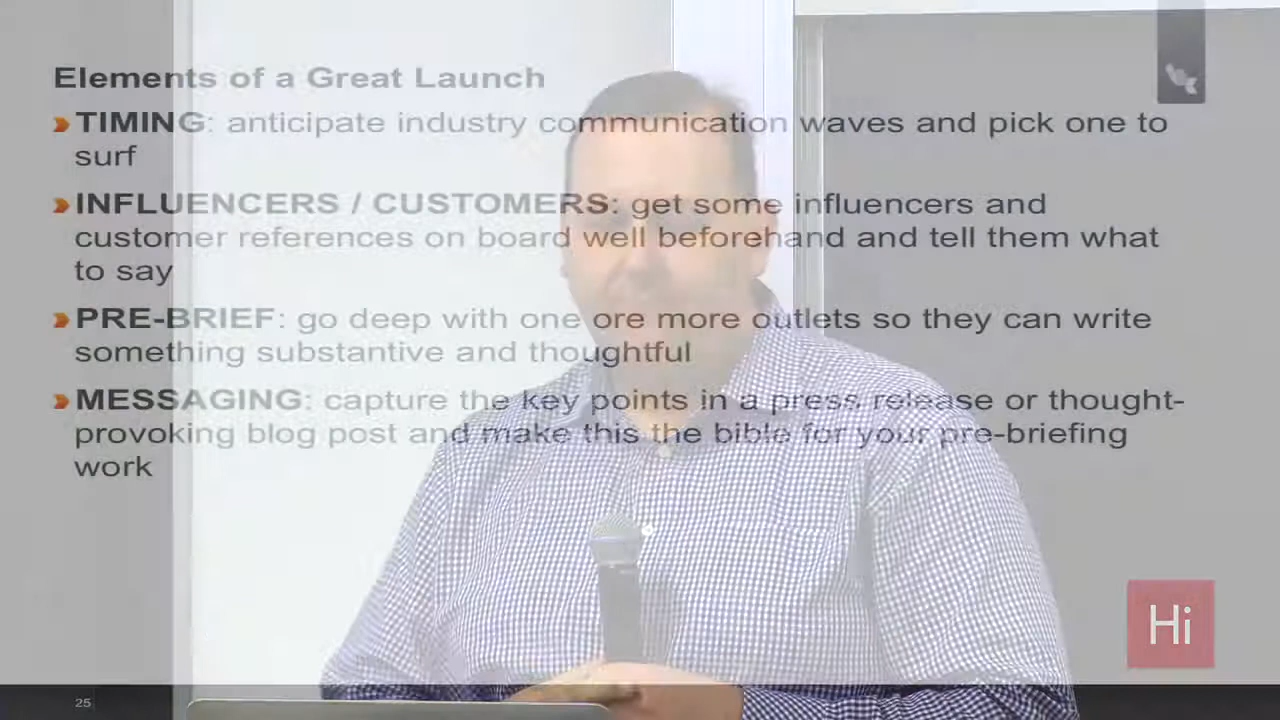 Elements of a Great Launch
TIMING: anticipate industry communication waves and pick one to
surf
INFLUENCERS / CUSTOMERS: get some influencers and
customer references on board well beforehand and tell them what
to say
PRE-BRIEF: go deep with one ore more outlets so they can write
something substantive and thoughtful
MESSAGING: capture the key points in a press release or thought-
provoking blog post and make this the bible for your pre-briefing
work
Hi
25